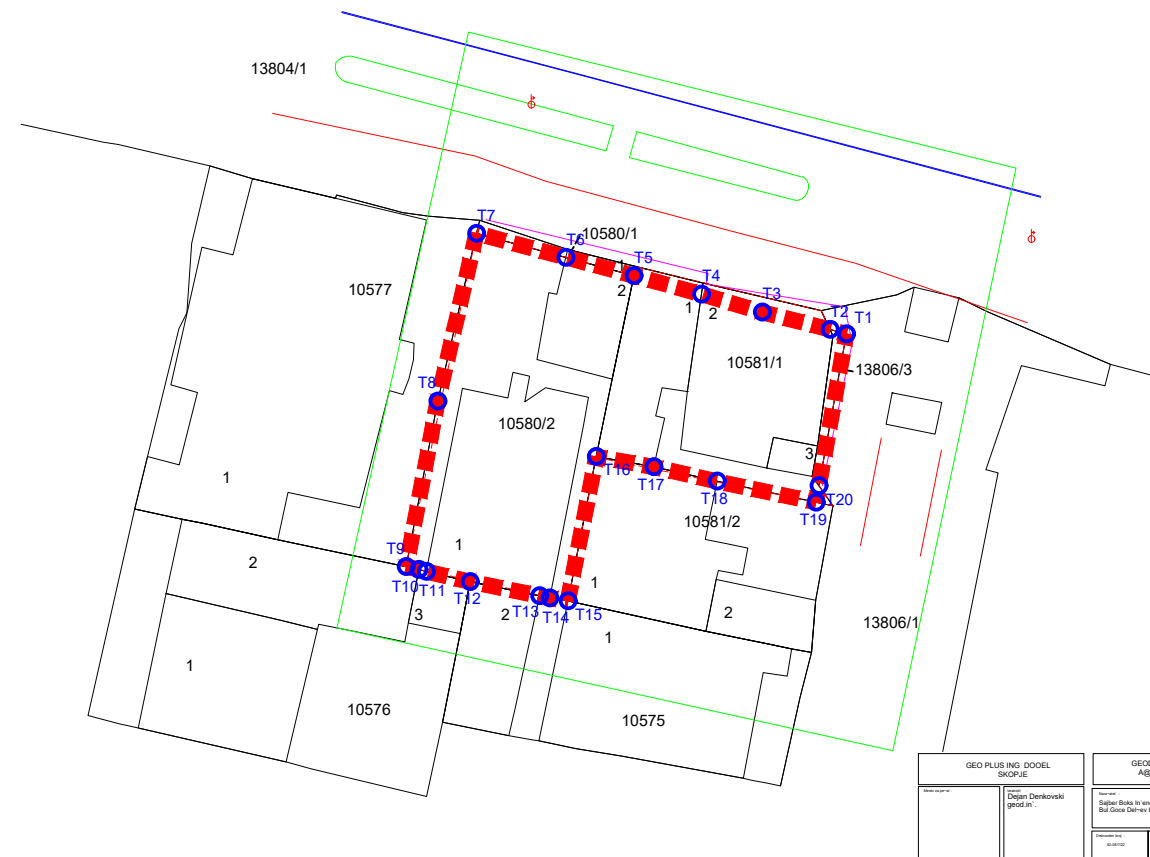 13804/1
T7
10580/1
T6
1
T5
2
10577
T4
1
2
T3
T2
T1
10581/1
13806/3
T8
10580/2
3
T16
T17
1
T18
T20
T19
10581/2
T9
1
2
T10
T11
T12
1
T13
T14
T15
3
2
2
1
13806/1
1
10576
10575
GEO PLUS ING DOOEL
SKOPJE
Dejan Denkovski
geod.in`.